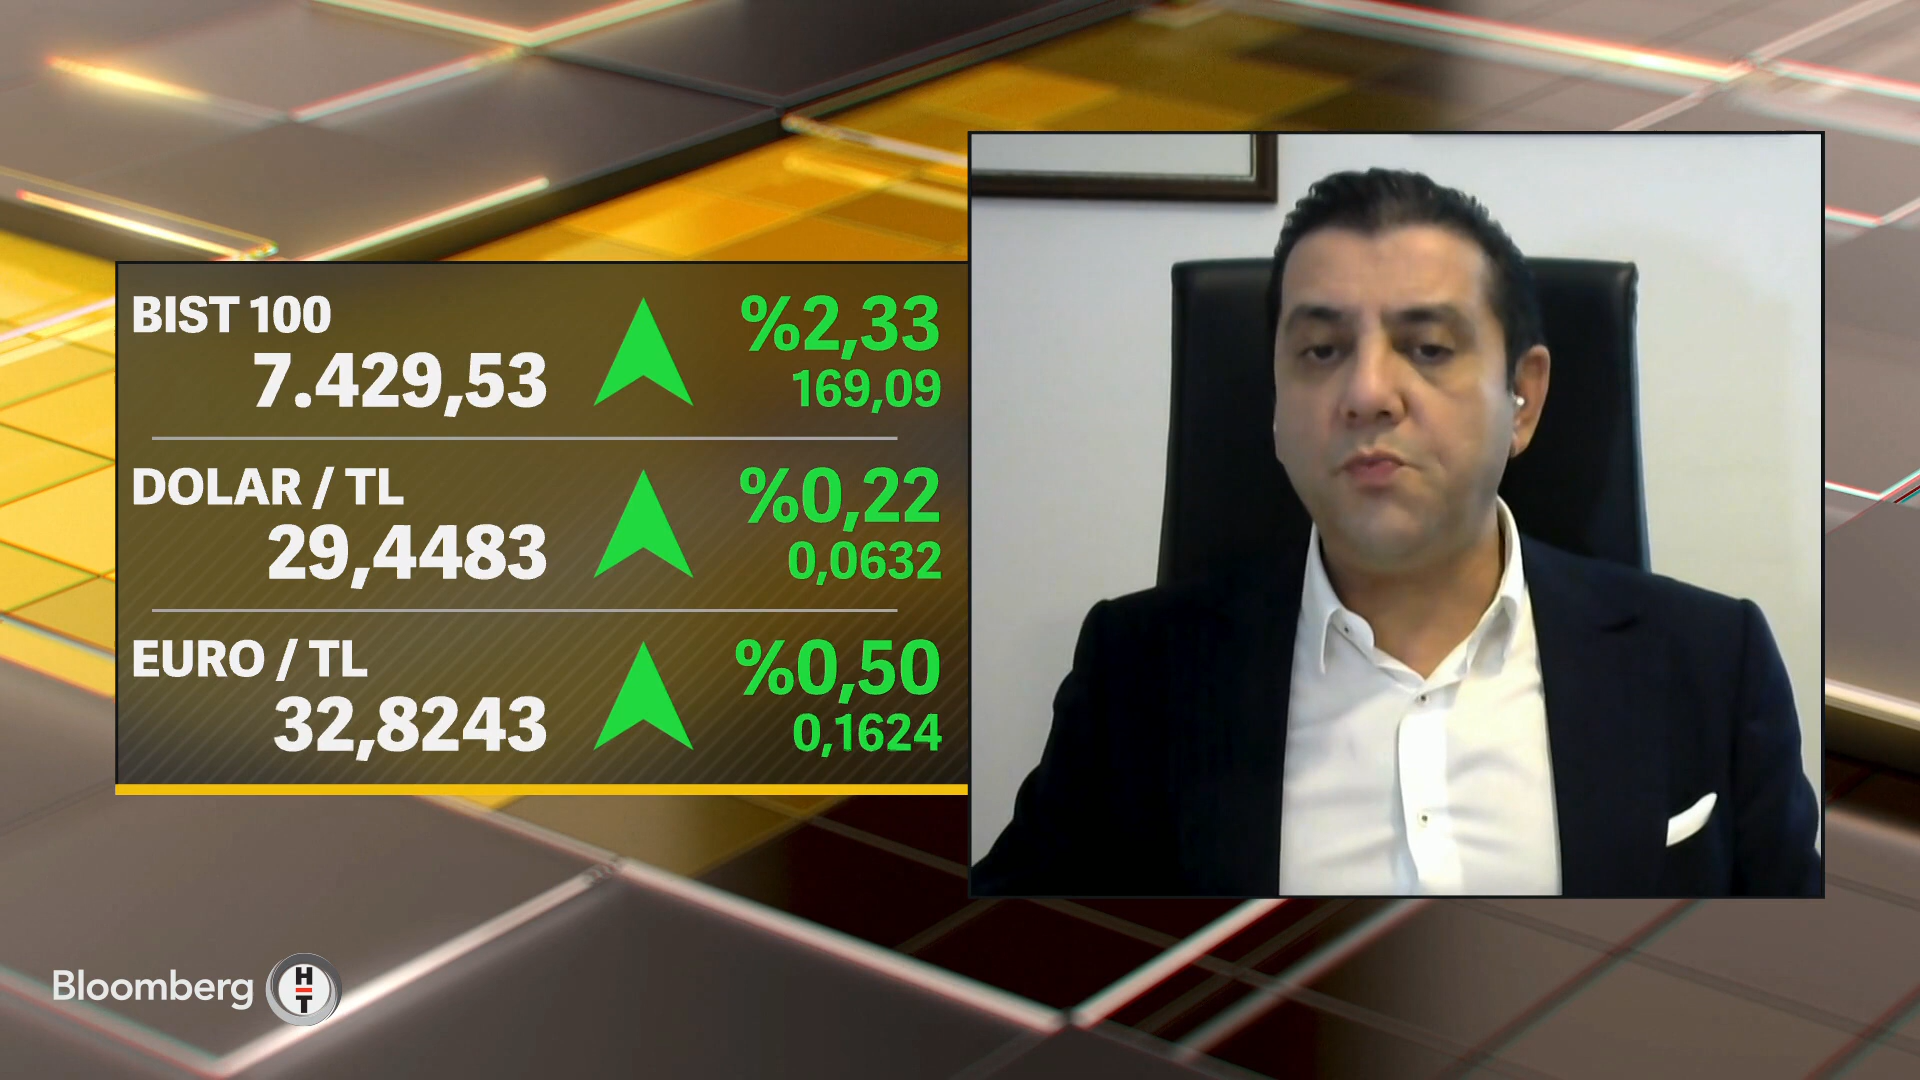 BIST 100
7.429,53
%2,33
169,09
DOLAR / TL
29,4483
%0,22
0,0632
EURO / TL
32,8243
%0,50
0,1624
Bloomberg HT